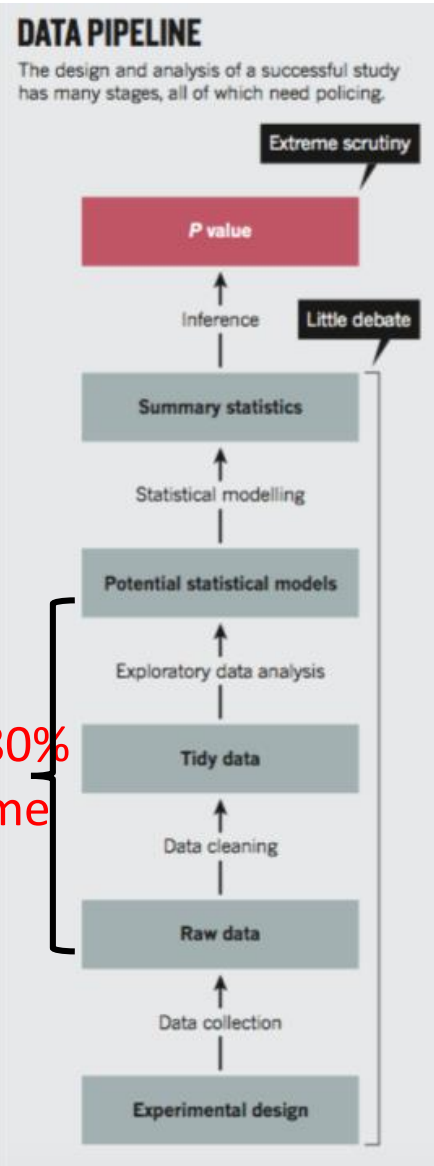 DATA PIPELINE
The design and analysis of a successful study
has many stages, all of which need policing.
Extreme scrutiny
P value
Inference
Little debate
Summary statistics
Statistical modelling
Potential statistical models
Exploratory data analysis
Tidy data
Data cleaning
Raw data
Data collection
Experimental design